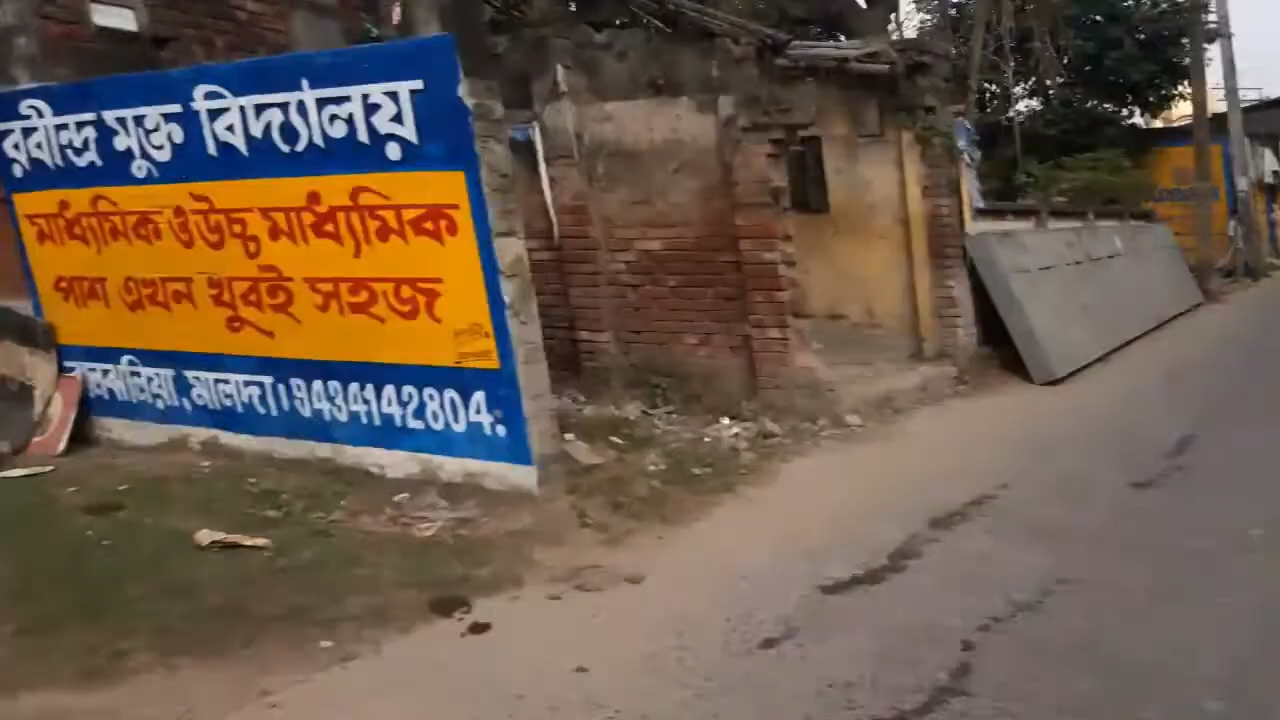 রবীন্দ্র মুক্ত বিদ্যালয়
মাধ্যমিক ও উচ্চ মাধ্যমিক
পাশ এখন খুবই সহজ
মালদা। 9434142804.